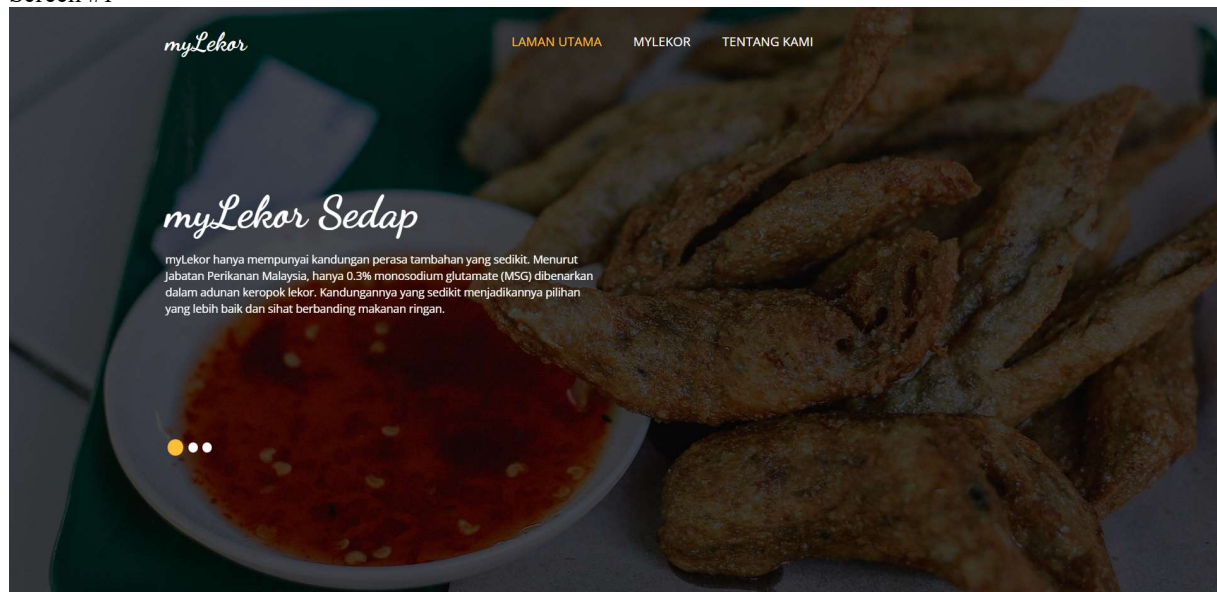 Screen #1
myLekor
LAMAN UTAMA MYLEKOR TENTANG KAMI
myLekor Sedap
myLekor hanya mempunyai kandungan perasa tambahan yang sedikit. Menurut
Jabatan Perikanan Malaysia, hanya 0.3% monosodium glutamate (MSG) dibenarkan
dalam adunan keropok lekor. Kandungannya yang sedikit menjadikannya pilihan
yang lebih baik dan sihat berbanding makanan ringan.